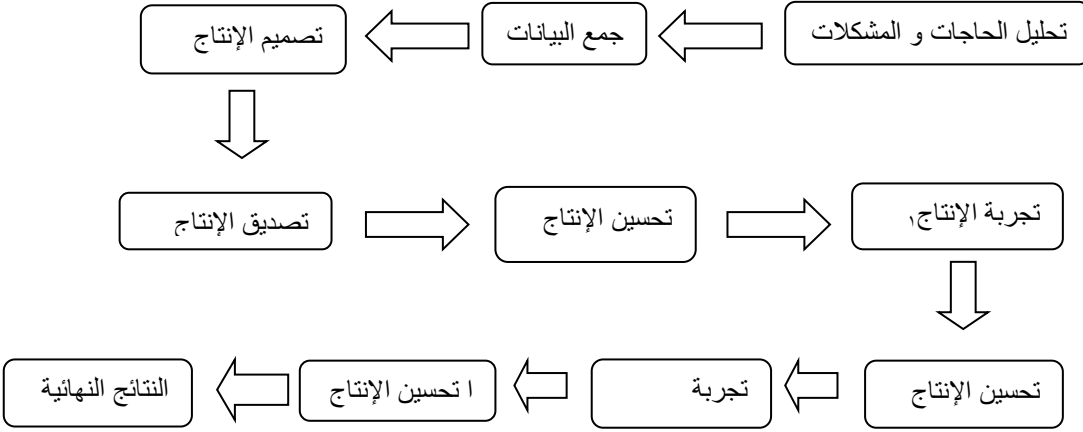 تحليل الحاجات و المشكلات
جمع البيانات
تصميم الإنتاج
تصديق الإنتاج
تحسين الإنتاج
تجربة الإنتاج١
تحسين الإنتاج
تجربة
ا تحسين الإنتاج
النتائج النهائية